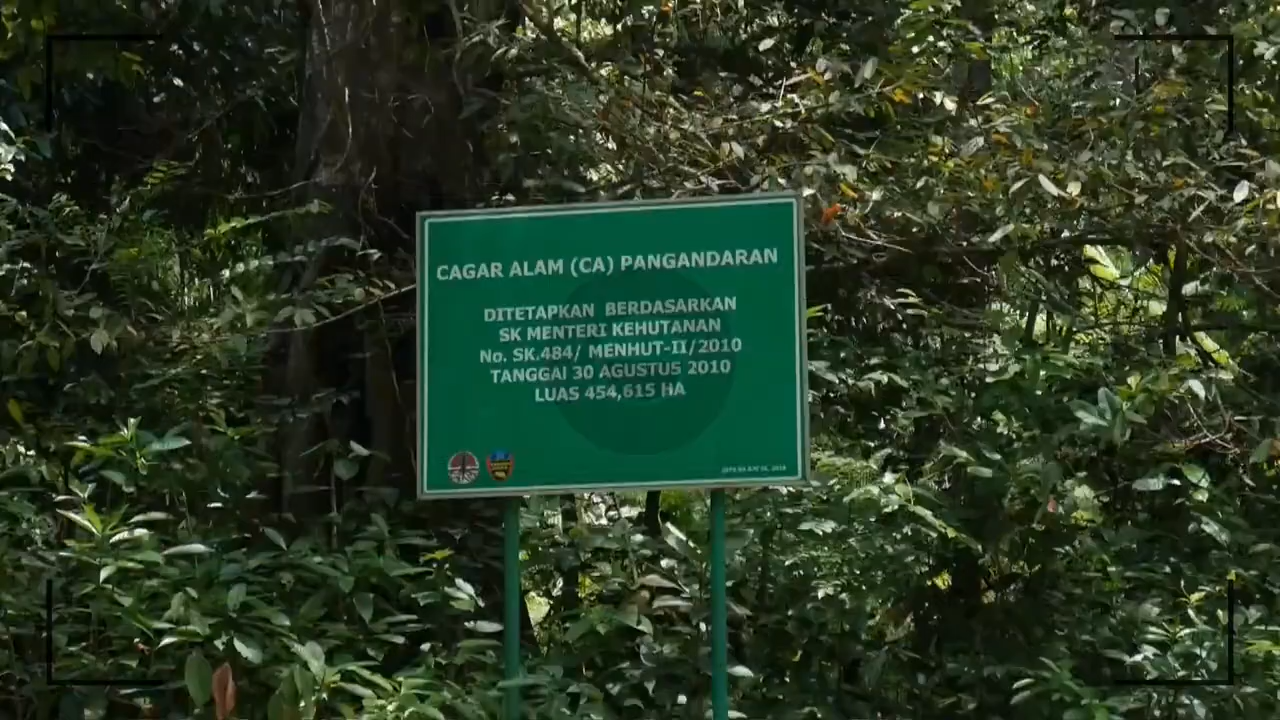 CAGAR ALAM (CA) PANGANDARAN
DITETAPKAN BERDASARKAN
SK MENTERI KEHUTANAN
No. SK.484/ MENHUT-II/2010
TANGGAI 30 AGUSTUS 2010
LUAS 454,615 HA